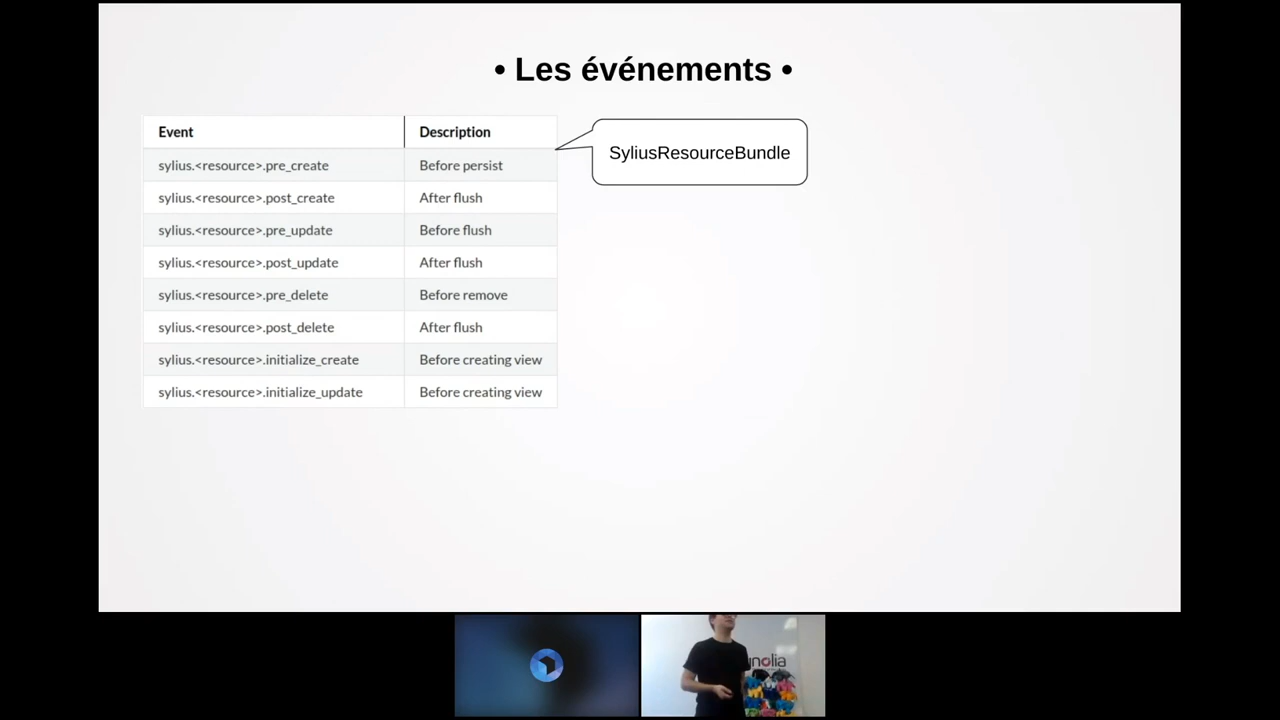 • Les événements •
Event Description
sylius.<resource>.pre_create Before persist
sylius.<resource>.post_create After flush
sylius.<resource>.pre_update Before flush
sylius.<resource>.post_update After flush
sylius.<resource>.pre_delete Before remove
sylius.<resource>.post_delete After flush
sylius.<resource>.initialize_create Before creating view
sylius.<resource>.initialize_update Before creating view
SyliusResourceBundle
nolia